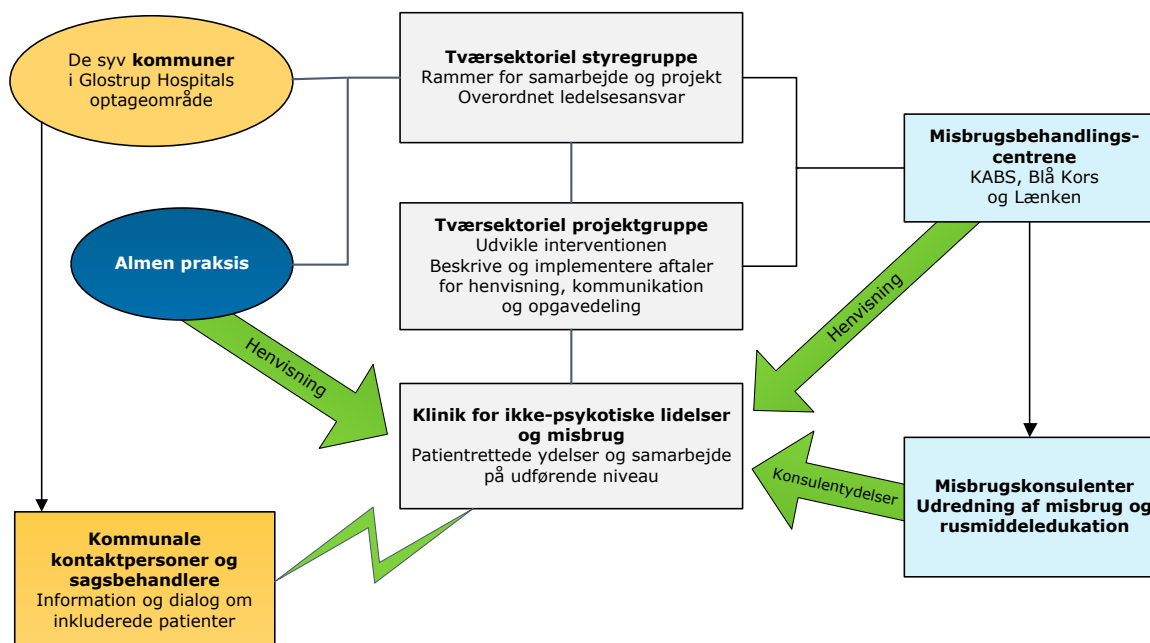 De syv kommuner
i Glostrup Hospitals
optageområde
Tværsektoriel styregruppe
Rammer for samarbejde og projekt
Overordnet ledelsesansvar
Misbrugsbehandlings-
centrene
KABS, Blå Kors
og Lænken
Tværsektoriel projektgruppe
Udvikle interventionen
Beskrive og implementere aftaler
for henvisning, kommunikation
og opgavedeling
Almen praksis
Henvisning
Henvisning
Klinik for ikke-psykotiske lidelser
og misbrug
Patientrettede ydelser og samarbejde
på udførende niveau
Konsulentydelser
Misbrugskonsulenter
Udredning af misbrug og
rusmiddeledukation
Kommunale
kontaktpersoner og
sagsbehandlere
Information og dialog om
inkluderede patienter